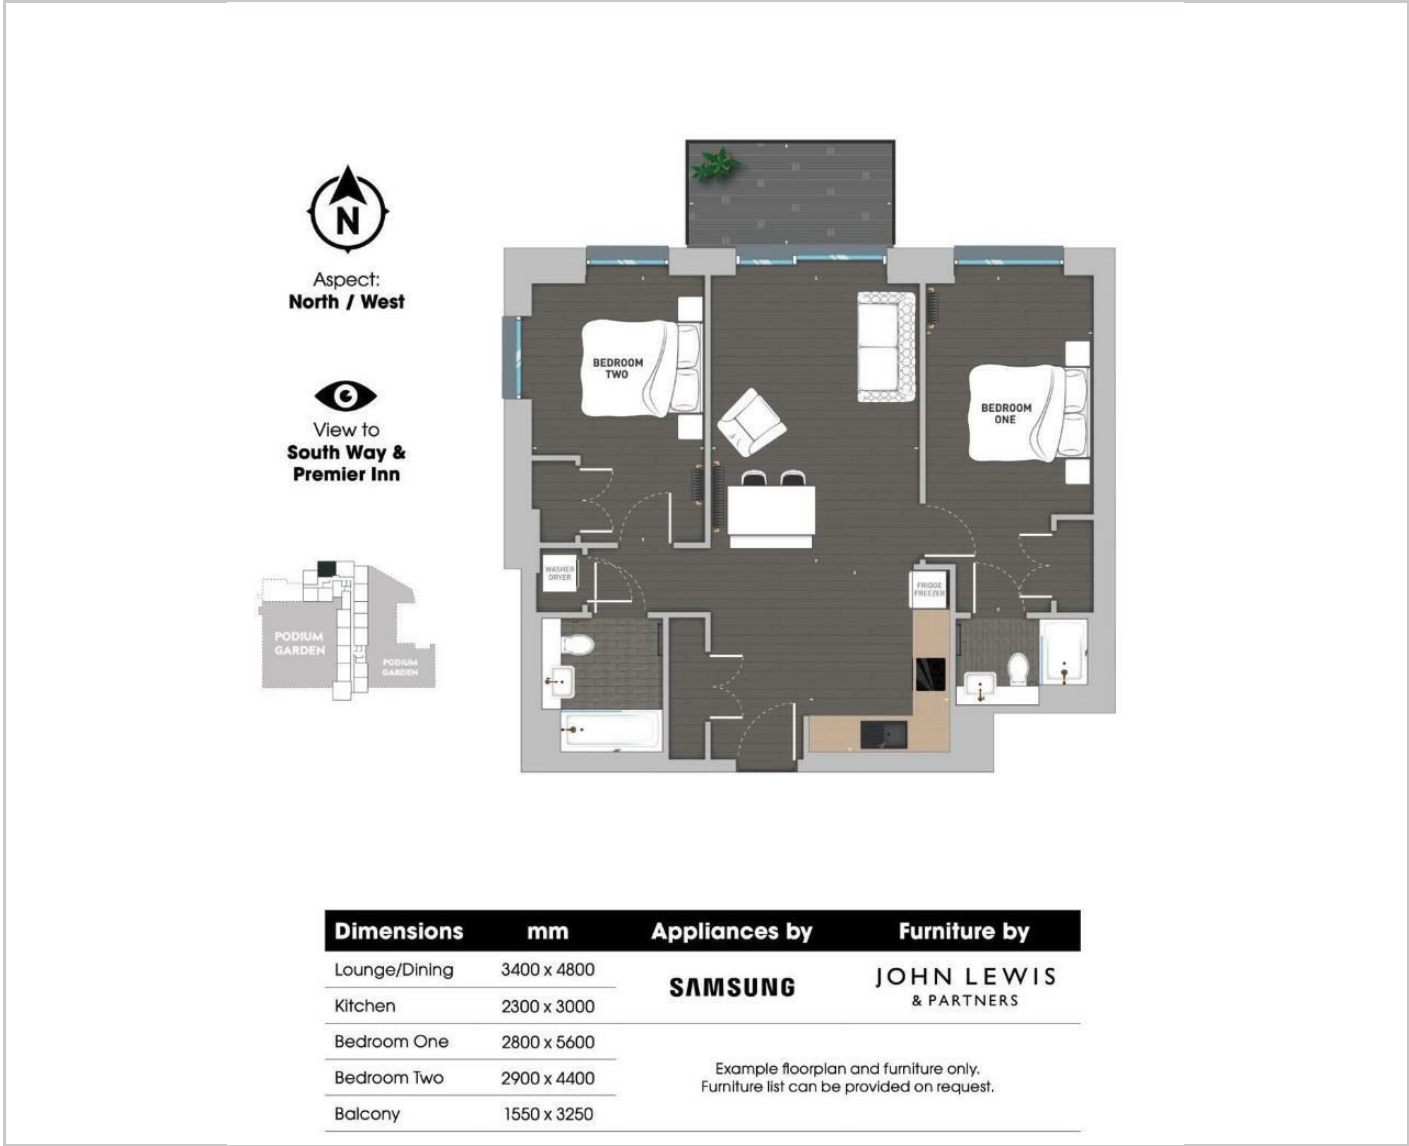 N
Aspect:
North / West
View to
South Way &
Premier Inn
PODIUM
GARDEN
PODIUM
GARDEN
BEDROOM
TWO
BEDROOM
ONE
WASHER
DRYER
FRIDGE
FREEZER
Dimensions mm Appliances by Furniture by
Lounge/Dining 3400 x 4800
SAMSUNG
JOHN LEWIS
& PARTNERS
Kitchen 2300 x 3000
Bedroom One 2800 x 5600
Bedroom Two 2900 x 4400
Balcony 1550 x 3250
Example floorplan and furniture only.
Furniture list can be provided on request.